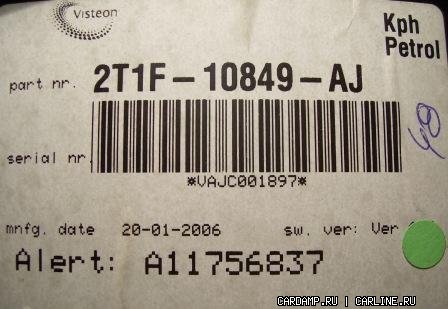 Visteon
Kph
Petrol
part nr. 2T1F-10849-AJ
serial nr.
*VAJC001897*
mnfg. date 20-01-2006 sw. ver: Ver
Alert: A11756837
CARDAMP.RU | CARLINE.RU